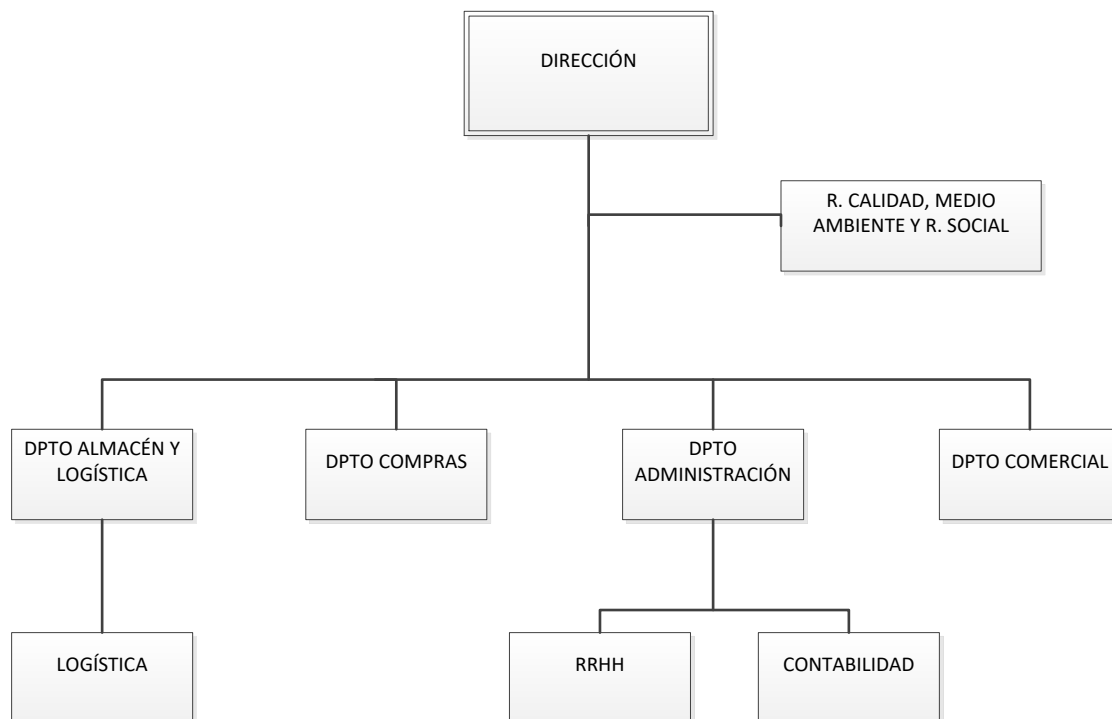 DIRECCIÓN
R. CALIDAD, MEDIO
AMBIENTE Y R. SOCIAL
DPTO ALMACÉN Y
LOGÍSTICA
DPTO COMPRAS
DPTO
ADMINISTRACIÓN
DPTO COMERCIAL
LOGÍSTICA
RRHH
CONTABILIDAD